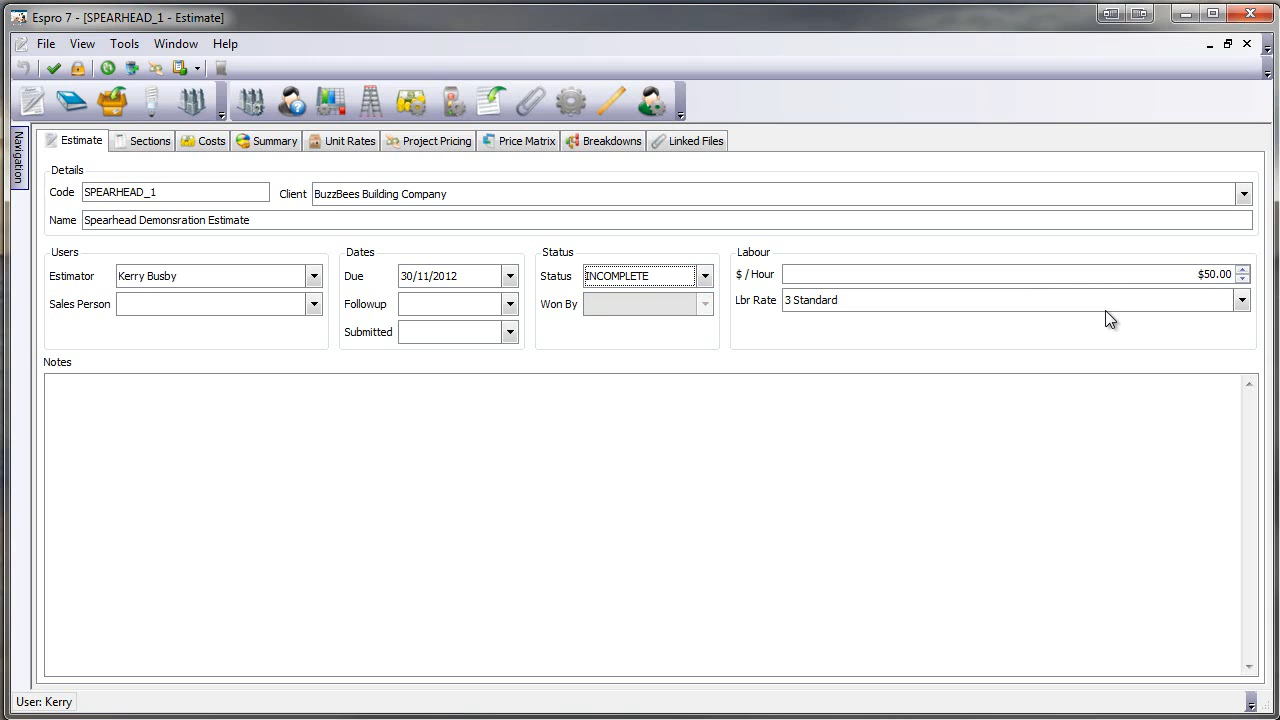 Espro 7 - [SPEARHEAD_1 - Estimate]
File View Tools Window Help
Navigation
Estimate Sections Costs Summary Unit Rates Project Pricing Price Matrix Breakdowns Linked Files
Details
Code SPEARHEAD_1 Client BuzzBees Building Company
Name Spearhead Demonsration Estimate
Users Dates Status Labour
Estimator Kerry Busby Due 30/11/2012 Status INCOMPLETE $ / Hour $50.00
Sales Person Followup Won By Lbr Rate 3 Standard
Submitted
Notes
User: Kerry